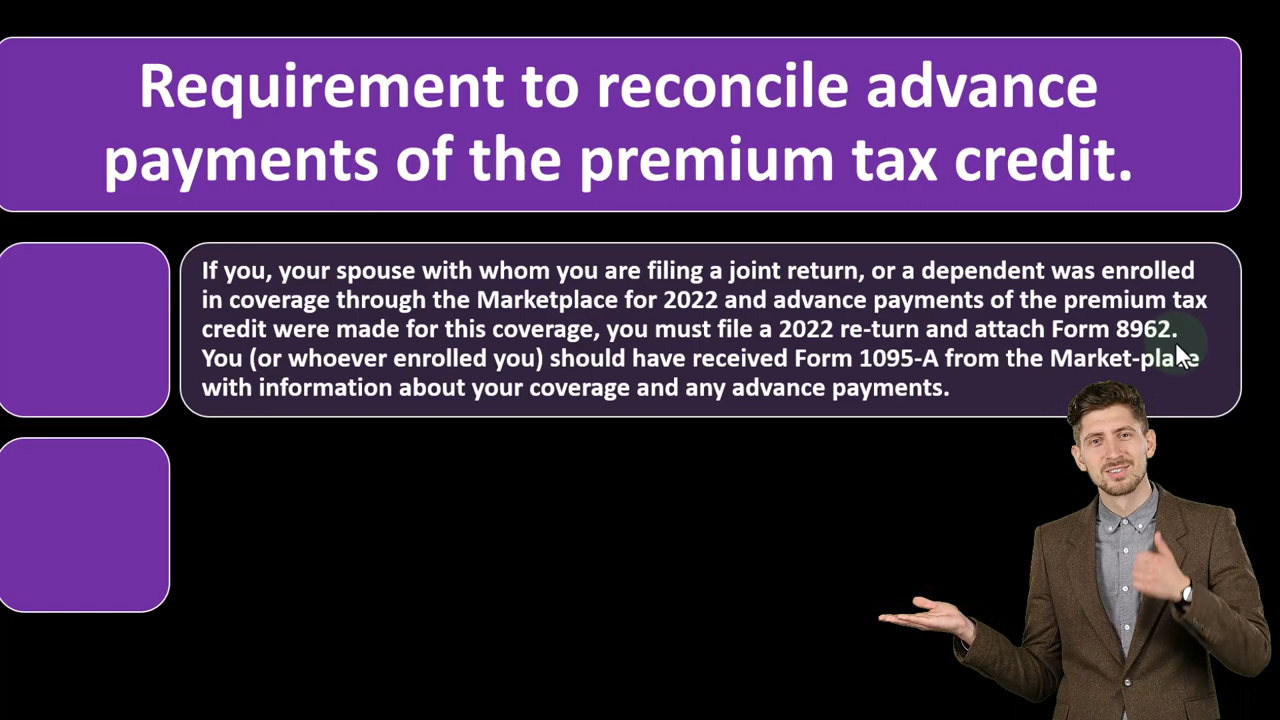 Requirement to reconcile advance
payments of the premium tax credit.
If you, your spouse with whom you are filing a joint return, or a dependent was enrolled
in coverage through the Marketplace for 2022 and advance payments of the premium tax
credit were made for this coverage, you must file a 2022 re-turn and attach Form 8962.
You (or whoever enrolled you) should have received Form 1095-A from the Market-place
with information about your coverage and any advance payments.